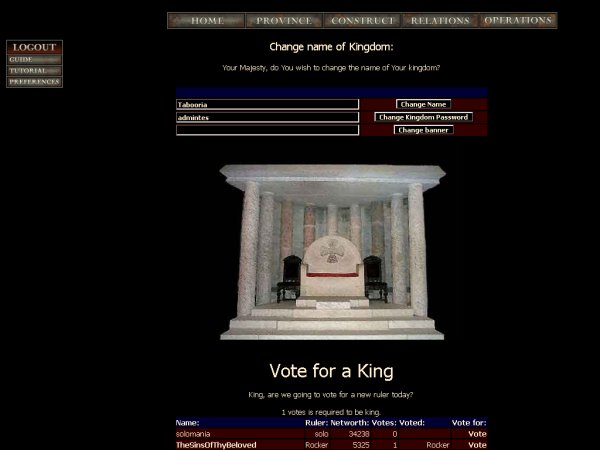 HOME PROVINCE CONSTRUCT RELATIONS OPERATIONS
LOGOUT
GUIDE
TUTORIAL
PREFERENCES
Change name of Kingdom:
Your Majesty, do You wish to change the name of Your kingdom?
Tabooria Change Name
admintes Change Kingdom Password
Change banner
Vote for a King
King, are we going to vote for a new ruler today?
1 votes is required to be king.
Name: Ruler: Networth: Votes: Voted: Vote for:
solomania solo 34238 0 Vote
TheSinsOfThyBeloved Rocker 5325 1 Rocker Vote